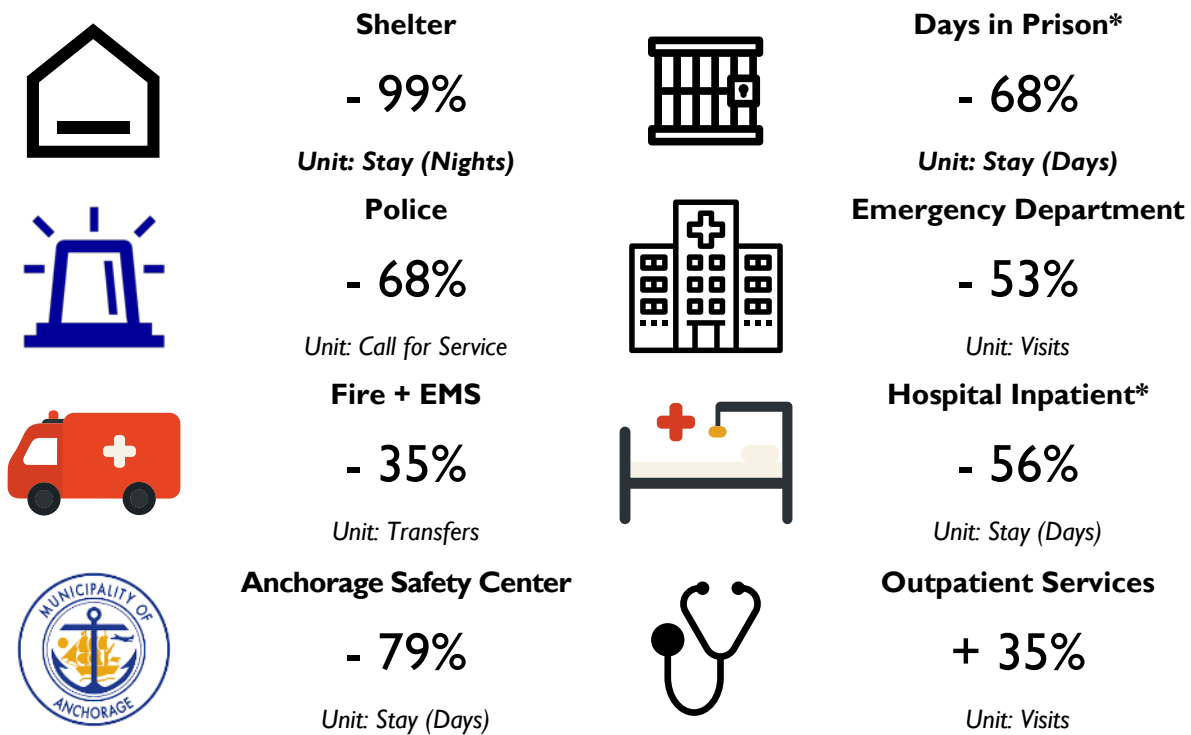 Shelter
- 99%
Unit: Stay (Nights)
Days in Prison*
- 68%
Unit: Stay (Days)
Police
- 68%
Unit: Call for Service
Emergency Department
- 53%
Unit: Visits
Fire + EMS
- 35%
Unit: Transfers
Hospital Inpatient*
- 56%
Unit: Stay (Days)
MUNICIPALITY OF
ANCHORAGE
Anchorage Safety Center
- 79%
Unit: Stay (Days)
Outpatient Services
+ 35%
Unit: Visits